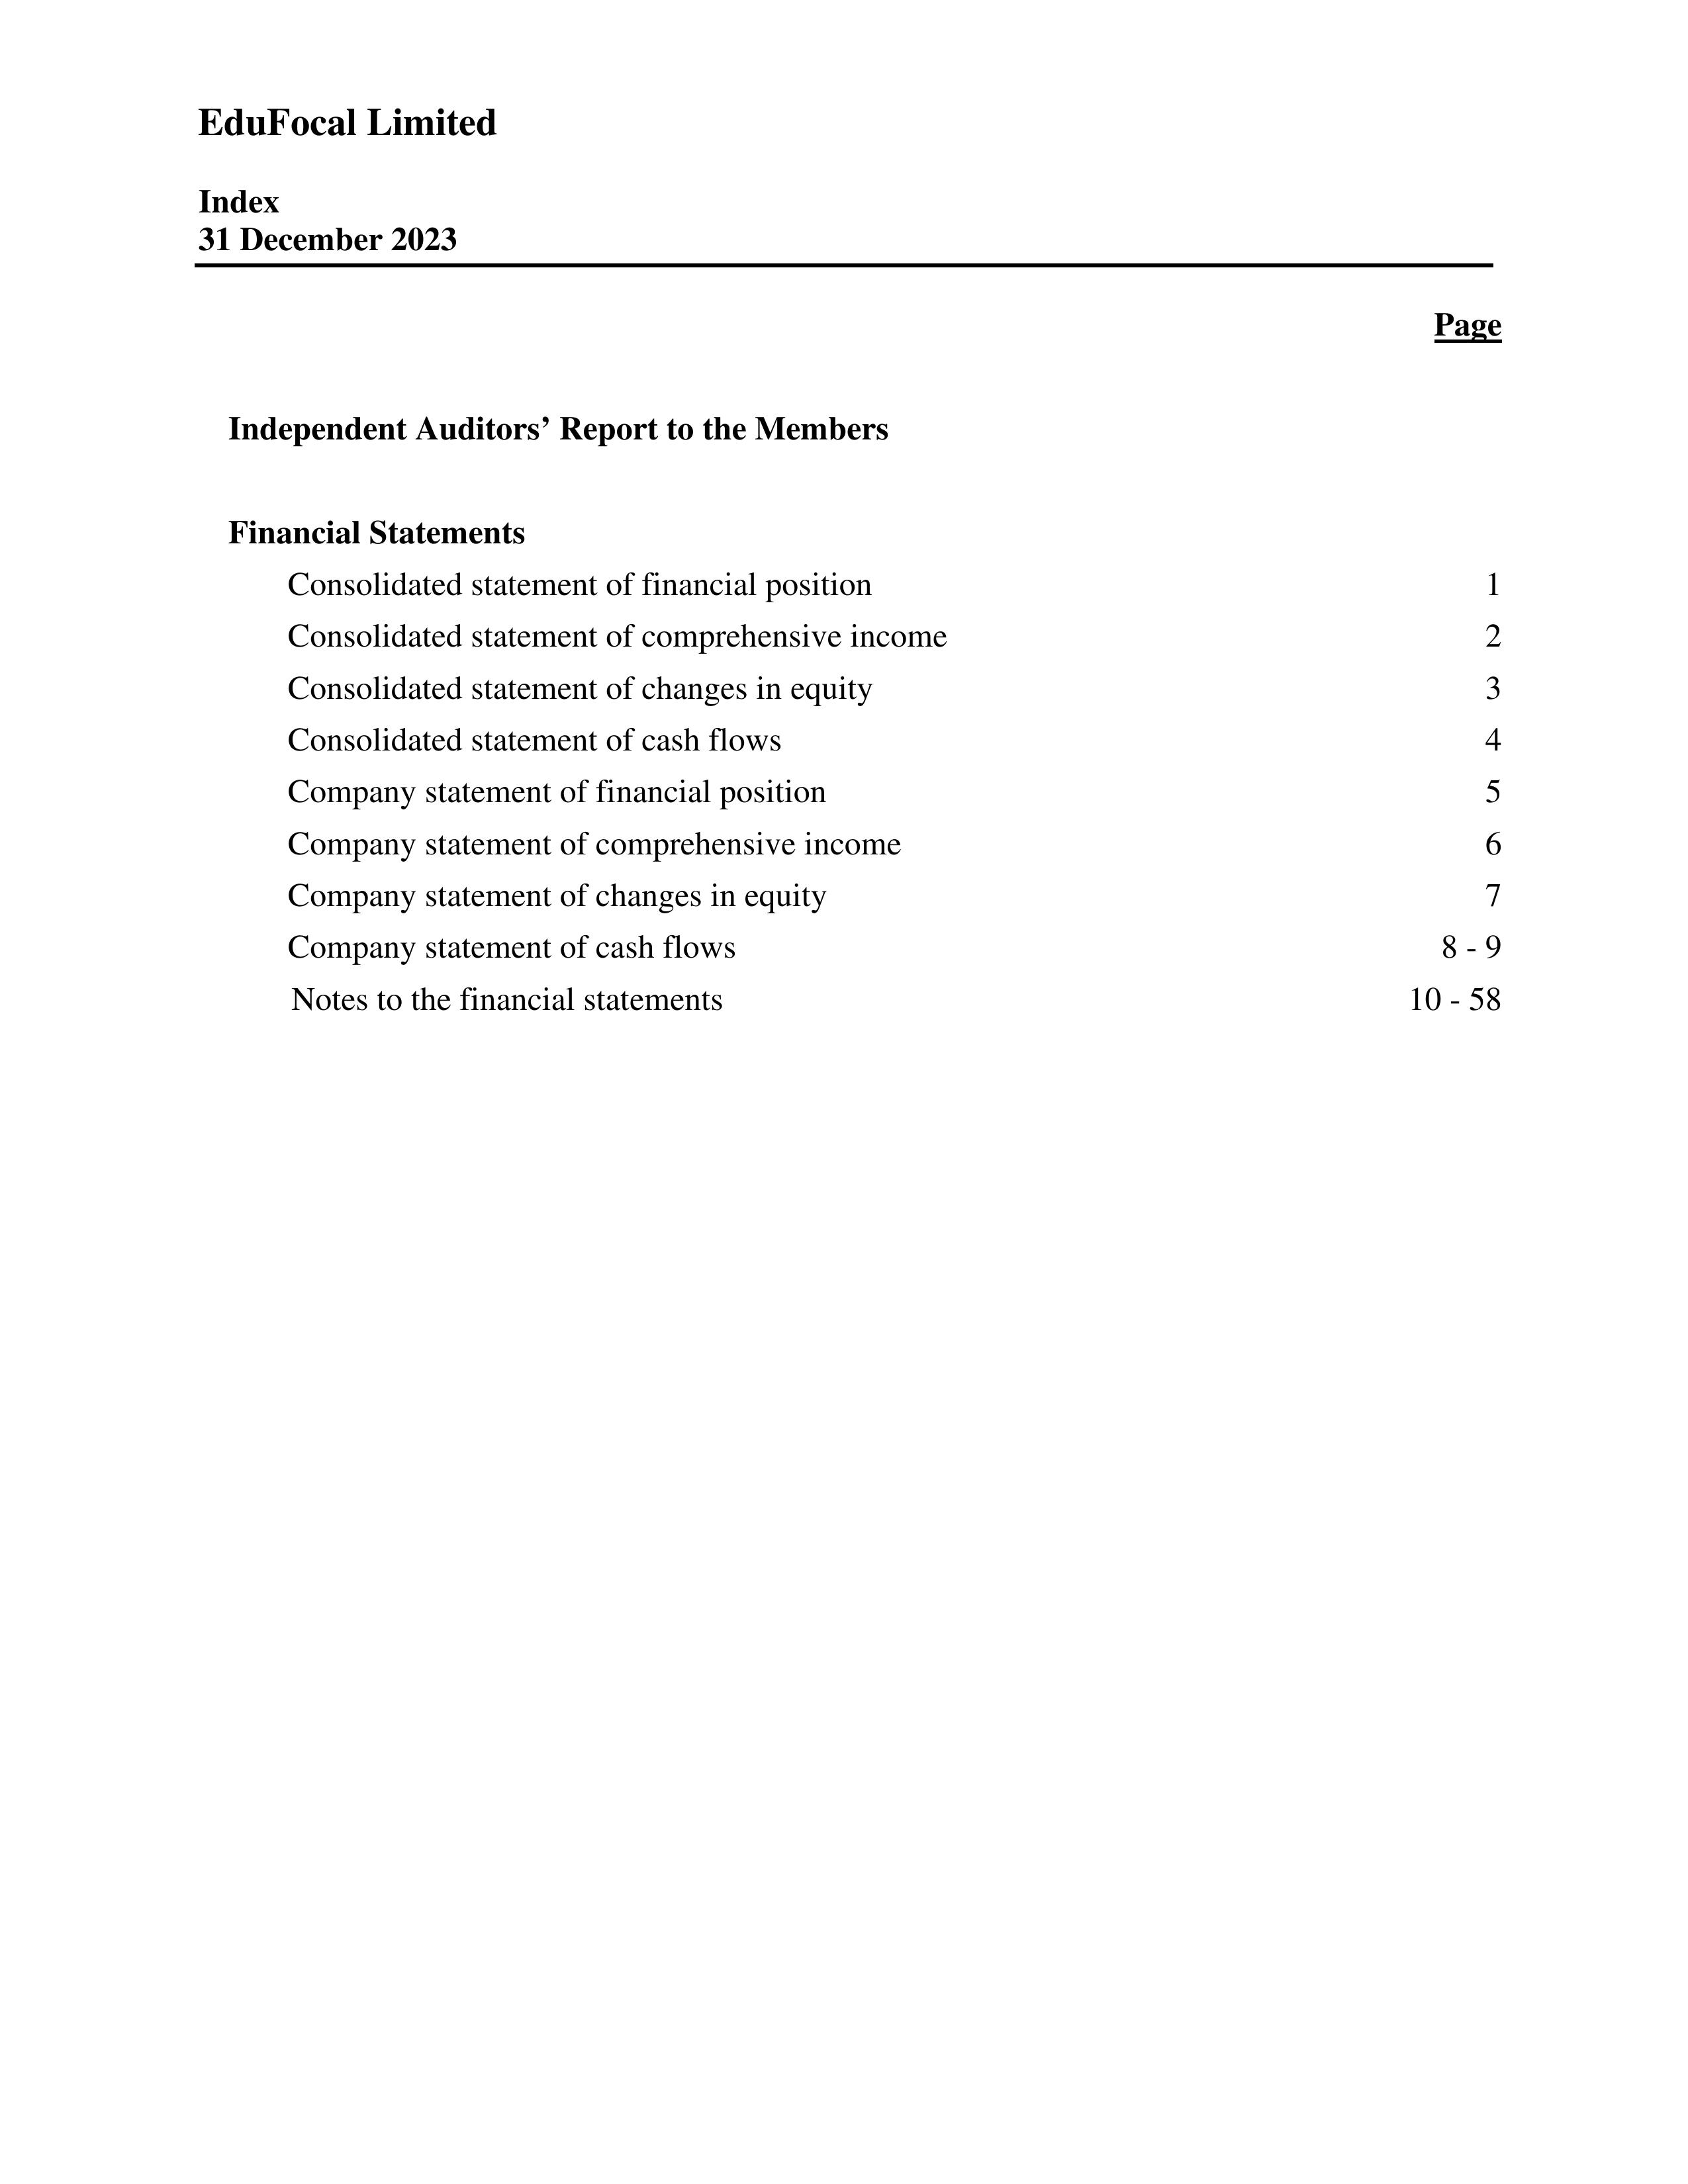 EduFocal Limited
Index
31 December 2023
Page
Independent Auditors’ Report to the Members
Financial Statements
Consolidated statement of financial position 1
Consolidated statement of comprehensive income 2
Consolidated statement of changes in equity 3
Consolidated statement of cash flows 4
Company statement of financial position 5
Company statement of comprehensive income 6
Company statement of changes in equity 7
Company statement of cash flows 8 - 9
Notes to the financial statements 10 - 58